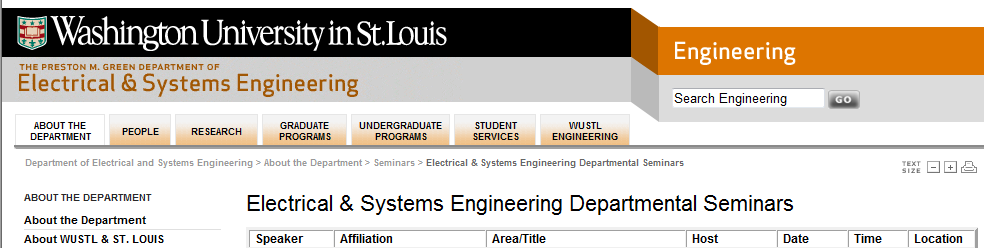 Washington University in St. Louis
THE PRESTON M. GREEN DEPARTMENT OF
Electrical & Systems Engineering
Engineering
Search Engineering GO
ABOUT THE DEPARTMENT PEOPLE RESEARCH GRADUATE PROGRAMS UNDERGRADUATE PROGRAMS STUDENT SERVICES WUSTL ENGINEERING
Department of Electrical and Systems Engineering > About the Department > Seminars > Electrical & Systems Engineering Departmental Seminars
TEXT SIZE
ABOUT THE DEPARTMENT
About the Department
About WUSTL & ST. LOUIS
Electrical & Systems Engineering Departmental Seminars
Speaker Affiliation Area/Title Host Date Time Location